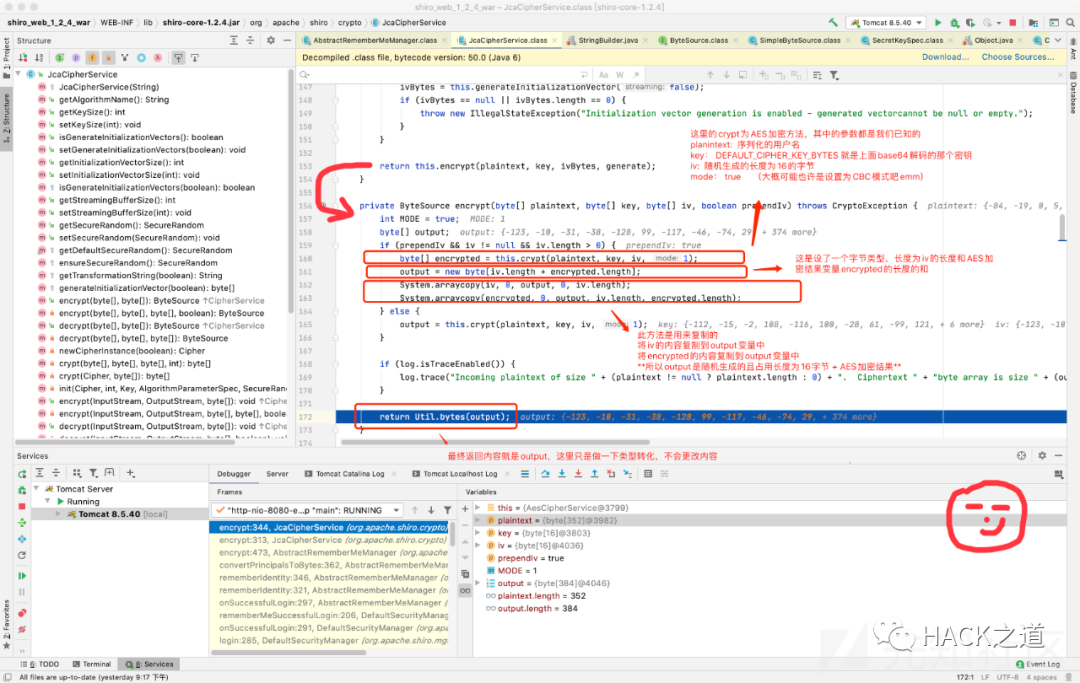 shiro_web_1_2_4_war – JcaCipherService.class [shiro-core-1.2.4.jar]
shiro_web_1_2_4_war
WEB-INF
lib
shiro-core-1.2.4.jar
org
apache
shiro
crypto
JcaCipherService
Tomcat 8.5.40
Structure
AbstractRememberMeManager.class
JcaCipherService.class
StringBuilder.java
ByteSource.class
SimpleByteSource.class
SecretKeySpec.class
Object.java
C
1: Project
2: Structure
2: Favorites
Ant
Database
Decompiled .class file, bytecode version: 50.0 (Java 6)
Download...
Choose Sources...
JcaCipherService
JcaCipherService(String)
getAlgorithmName(): String
getKeySize(): int
setKeySize(int): void
isGenerateInitializationVectors(): boolean
setGenerateInitializationVectors(boolean): void
getInitializationVectorSize(): int
setInitializationVectorSize(int): void
isGenerateInitializationVectors(boolean): boolean
getStreamingBufferSize(): int
setStreamingBufferSize(int): void
getSecureRandom(): SecureRandom
setSecureRandom(SecureRandom): void
getDefaultSecureRandom(): SecureRandom
ensureSecureRandom(): SecureRandom
getTransformationString(boolean): String
generateInitializationVector(boolean): byte[]
encrypt(byte[], byte[]): ByteSource ↑CipherService
encrypt(byte[], byte[], byte[], boolean): ByteSource
decrypt(byte[], byte[]): ByteSource ↑CipherService
decrypt(byte[], byte[], byte[]): ByteSource
newCipherInstance(boolean): Cipher
crypt(byte[], byte[], byte[], int): byte[]
crypt(Cipher, byte[]): byte[]
init(Cipher, int, Key, AlgorithmParameterSpec, SecureRan
encrypt(InputStream, OutputStream, byte[]): void ↑Cipher
encrypt(InputStream, OutputStream, byte[], byte[], boolean
decrypt(InputStream, OutputStream, byte[]): void ↑Cipher
Aa
W
147 ivBytes = this.generateInitializationVector( streaming: false);
148 if (ivBytes == null || ivBytes.length == 0) {
149 throw new IllegalStateException("Initialization vector generation is enabled - generated vectorcannot be null or empty.");
150 }
151 }
152
153 return this.encrypt(plaintext, key, ivBytes, generate);
154 }
155
156 private ByteSource encrypt(byte[] plaintext, byte[] key, byte[] iv, boolean prependIv) throws CryptoException { plaintext: {-84, -19, 0, 5,
157 int MODE = true; MODE: 1
158 byte[] output; output: {-123, -10, -31, -38, -128, 99, -117, -46, -74, 29, + 374 more}
159 if (prependIv && iv != null && iv.length > 0) { prependIv: true
160 byte[] encrypted = this.crypt(plaintext, key, iv, mode: 1);
161 output = new byte[iv.length + encrypted.length];
162 System.arraycopy(iv, 0, output, 0, iv.length);
163 System.arraycopy(encrypted, 0, output, iv.length, encrypted.length);
164 } else {
165 output = this.crypt(plaintext, key, iv, mode: 1); key: {-112, -15, -2, 108, -116, 100, -28, 61, -99, 121, + 6 more} iv: {-123, -10
166 }
167
168 if (log.isTraceEnabled()) {
169 log.trace("Incoming plaintext of size " + (plaintext != null ? plaintext.length : 0) + ". Ciphertext " + "byte array is size " + (ou
170 }
171
172 return Util.bytes(output); output: {-123, -10, -31, -38, -128, 99, -117, -46, -74, 29, + 374 more}
173 }
174
这里的crypt为AES加密方法，其中的参数都是我们已知的
planintext: 序列化的用户名
key: DEFAULT_CIPHER_KEY_BYTES 就是上面base64解码的那个密钥
iv: 随机生成的长度为16的字节
mode: true （大概可能也许是设置为CBC模式吧emm）
这是设了一个字节类型，长度为iv的长度和AES加
密结果变量encrypted的长度的和
此方法是用来复制的
将iv的内容复制到output变量中
将encrypted的内容复制到output变量中
**所以output是随机生成的且占用长度为16字节 + AES加密结果**
最终返回内容就是output，这里只是做一下类型转化，不会更改内容
Services
Tomcat Server
Running
Tomcat 8.5.40 [local]
Debugger
Server
Tomcat Catalina Log
Tomcat Localhost Log
Frames
"http-nio-8080-e...p "main": RUNNING
encrypt:344, JcaCipherService (org.apache.shiro.crypto)
encrypt:313, JcaCipherService (org.apache.shiro.crypto)
encrypt:473, AbstractRememberMeManager (org.apache
convertPrincipalsToBytes:362, AbstractRememberMeMan
rememberIdentity:346, AbstractRememberMeManager (o
rememberIdentity:321, AbstractRememberMeManager (or
onSuccessfulLogin:297, AbstractRememberMeManager (o
rememberMeSuccessfulLogin:206, DefaultSecurityManag
onSuccessfulLogin:291, DefaultSecurityManager (org.apa
login:285, DefaultSecurityManager (org.apache.shiro.mg
Variables
this = {AesCipherService@3799}
plaintext = {byte[352]@3982}
key = {byte[16]@3803}
iv = {byte[16]@4036}
prependIv = true
MODE = 1
output = {byte[384]@4046}
plaintext.length = 352
output.length = 384
HACK之道
6: TODO
Terminal
8: Services
Event Log
All files are up-to-date (yesterday 9:17 下午)
172:1
LF
UTF-8
4 spaces